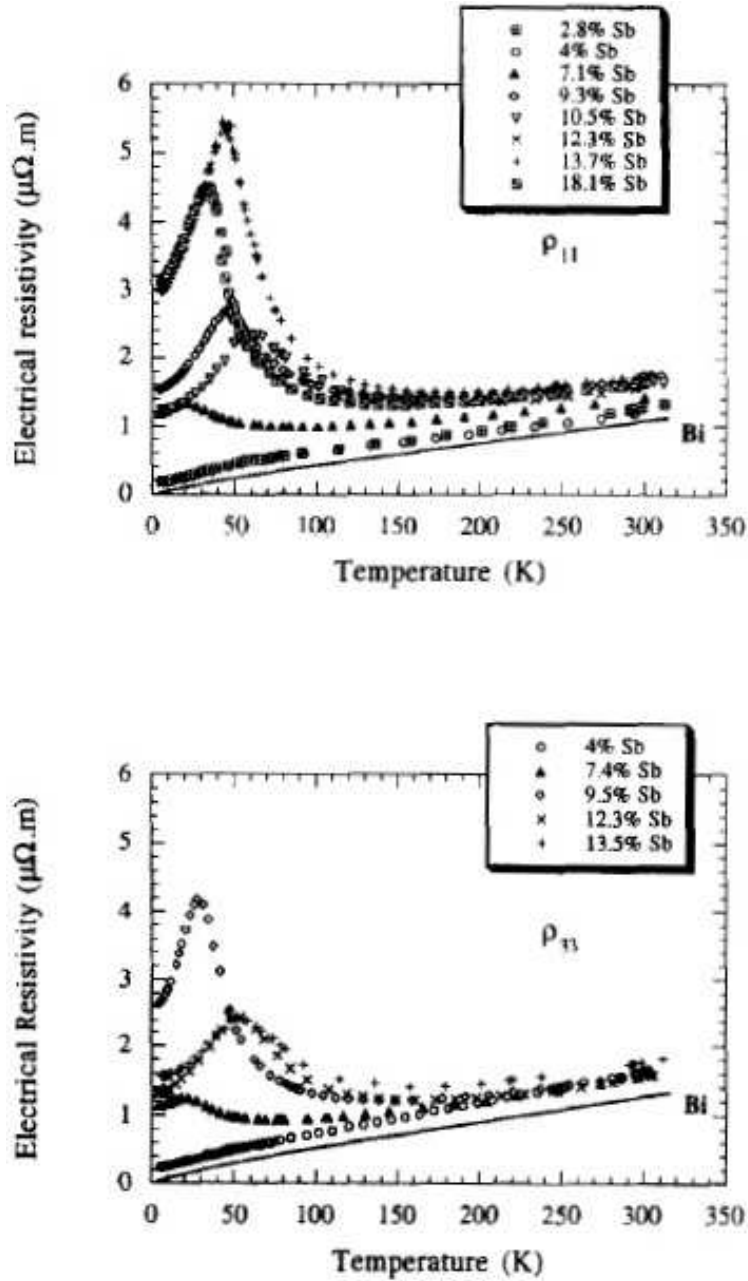 2.8% Sb
4% Sb
7.1% Sb
9.3% Sb
10.5% Sb
12.3% Sb
13.7% Sb
18.1% Sb
Electrical resistivity (μΩ.m)
6
5
4
3
2
1
0
ρ11
Bi
0 50 100 150 200 250 300 350
Temperature (K)
4% Sb
7.4% Sb
9.5% Sb
12.3% Sb
13.5% Sb
Electrical Resistivity (μΩ.m)
6
5
4
3
2
1
0
ρ33
Bi
0 50 100 150 200 250 300 350
Temperature (K)